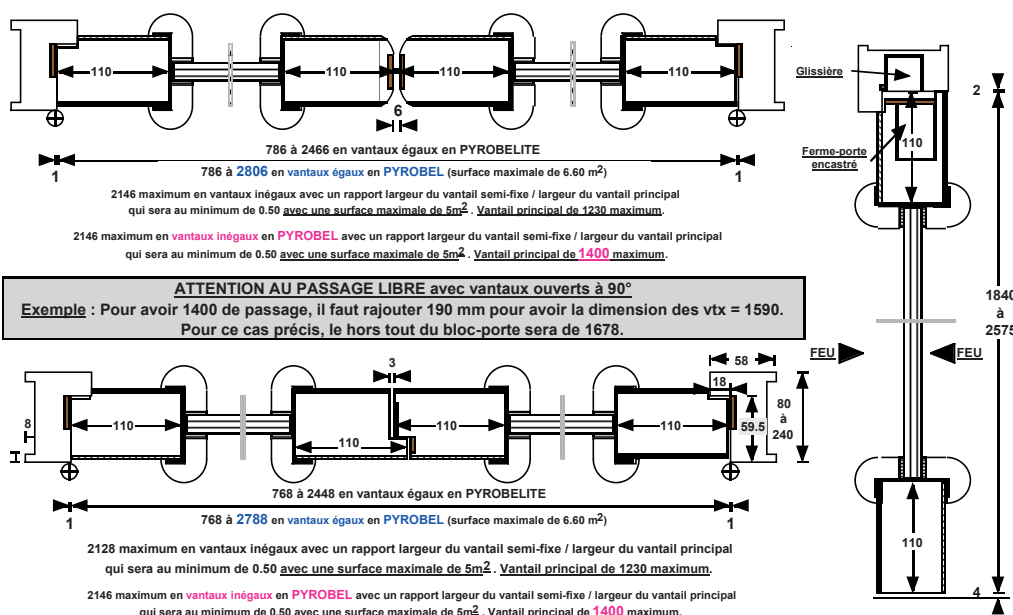 110
110
110
110
6
786 à 2466 en vantaux égaux en PYROBELITE
1
1
786 à 2806 en vantaux égaux en PYROBEL (surface maximale de 6.60 m2)
2146 maximum en vantaux inégaux avec un rapport largeur du vantail semi-fixe / largeur du vantail principal
qui sera au minimum de 0.50 avec une surface maximale de 5m2 . Vantail principal de 1230 maximum.
2146 maximum en vantaux inégaux en PYROBEL avec un rapport largeur du vantail semi-fixe / largeur du vantail principal
qui sera au minimum de 0.50 avec une surface maximale de 5m2 . Vantail principal de 1400 maximum.
ATTENTION AU PASSAGE LIBRE avec vantaux ouverts à 90°
Exemple : Pour avoir 1400 de passage, il faut rajouter 190 mm pour avoir la dimension des vtx = 1590.
Pour ce cas précis, le hors tout du bloc-porte sera de 1678.
3
58
18
8
110
110
110
110
59.5
80
à
240
768 à 2448 en vantaux égaux en PYROBELITE
1
1
768 à 2788 en vantaux égaux en PYROBEL (surface maximale de 6.60 m2)
2128 maximum en vantaux inégaux avec un rapport largeur du vantail semi-fixe / largeur du vantail principal
qui sera au minimum de 0.50 avec une surface maximale de 5m2 . Vantail principal de 1230 maximum.
2146 maximum en vantaux inégaux en PYROBEL avec un rapport largeur du vantail semi-fixe / largeur du vantail principal
qui sera au minimum de 0.50 avec une surface maximale de 5m2 . Vantail principal de 1400 maximum.
Glissière
2
Ferme-porte
encastré
110
1840
à
2575
FEU
FEU
110
4